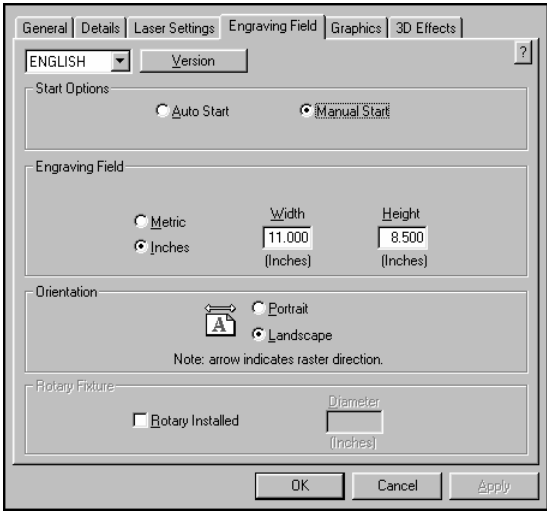 General Details Laser Settings Engraving Field Graphics 3D Effects
ENGLISH Version ?
Start Options
Auto Start Manual Start
Engraving Field
Metric
Inches
Width Height
11.000 8.500
(Inches) (Inches)
Orientation
A
Portrait
Landscape
Note: arrow indicates raster direction.
Rotary Fixture
Rotary Installed
Diameter
(Inches)
OK Cancel Apply